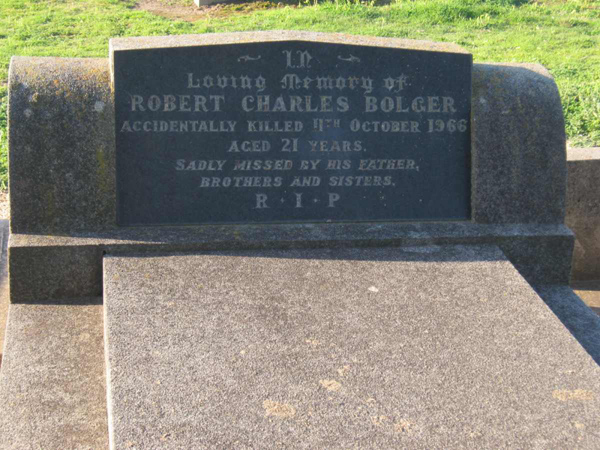 In
Loving Memory of
ROBERT CHARLES BOLGER
ACCIDENTALLY KILLED 11TH OCTOBER 1966
AGED 21 YEARS.
SADLY MISSED BY HIS FATHER,
BROTHERS AND SISTERS.
R · I · P